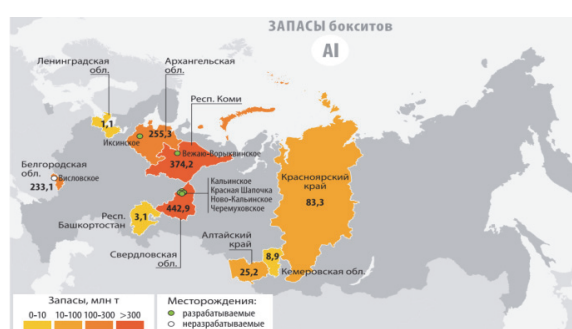 ЗАПАСЫ бокситов
Al
Ленинградская
обл.
Архангельская
обл.
Респ. Коми
1,1
Иксинское
255,3
Вежаю-Ворыквинское
374,2
Белгородская
обл.
Висловское
233,1
Кальинское
Красная Шапочка
Ново-Кальинское
Черемуховское
Красноярский
край
83,3
Респ.
Башкортостан
3,1
442,9
Свердловская
обл.
Алтайский
край
25,2
8,9
Кемеровская обл.
Запасы, млн т
0-10 10-100 100-300 >300
Месторождения:
разрабатываемые
неразрабатываемые